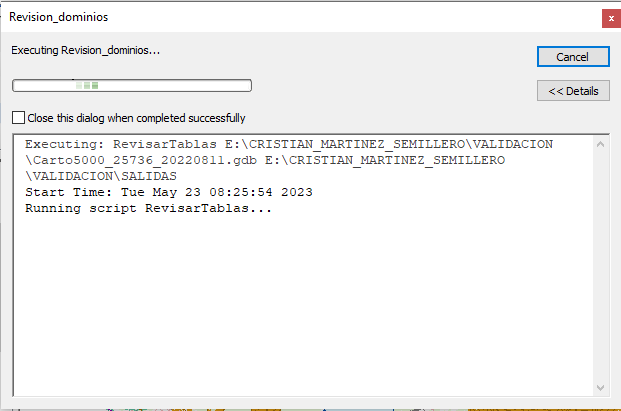 Revision_dominios
x
Executing Revision_dominios...
Cancel
<< Details
Close this dialog when completed successfully
Executing: RevisarTablas E:\CRISTIAN_MARTINEZ_SEMILLERO\VALIDACION
\Carto5000_25736_20220811.gdb E:\CRISTIAN_MARTINEZ_SEMILLERO
\VALIDACION\SALIDAS
Start Time: Tue May 23 08:25:54 2023
Running script RevisarTablas...